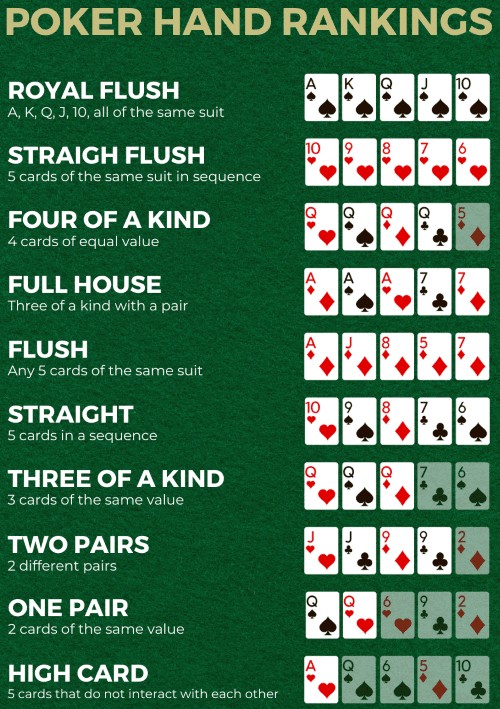 POKER HAND RANKINGS
ROYAL FLUSH
A, K, Q, J, 10, all of the same suit
A K Q J 10
STRAIGH FLUSH
5 cards of the same suit in sequence
10 9 8 7 6
FOUR OF A KIND
4 cards of equal value
Q Q Q Q 5
FULL HOUSE
Three of a kind with a pair
A A A 7 7
FLUSH
Any 5 cards of the same suit
A J 8 5 7
STRAIGHT
5 cards in a sequence
10 9 8 7 6
THREE OF A KIND
3 cards of the same value
Q Q Q 7 6
TWO PAIRS
2 different pairs
J J 9 9 2
ONE PAIR
2 cards of the same value
Q Q 6 9 2
HIGH CARD
5 cards that do not interact with each other
A Q 6 5 10